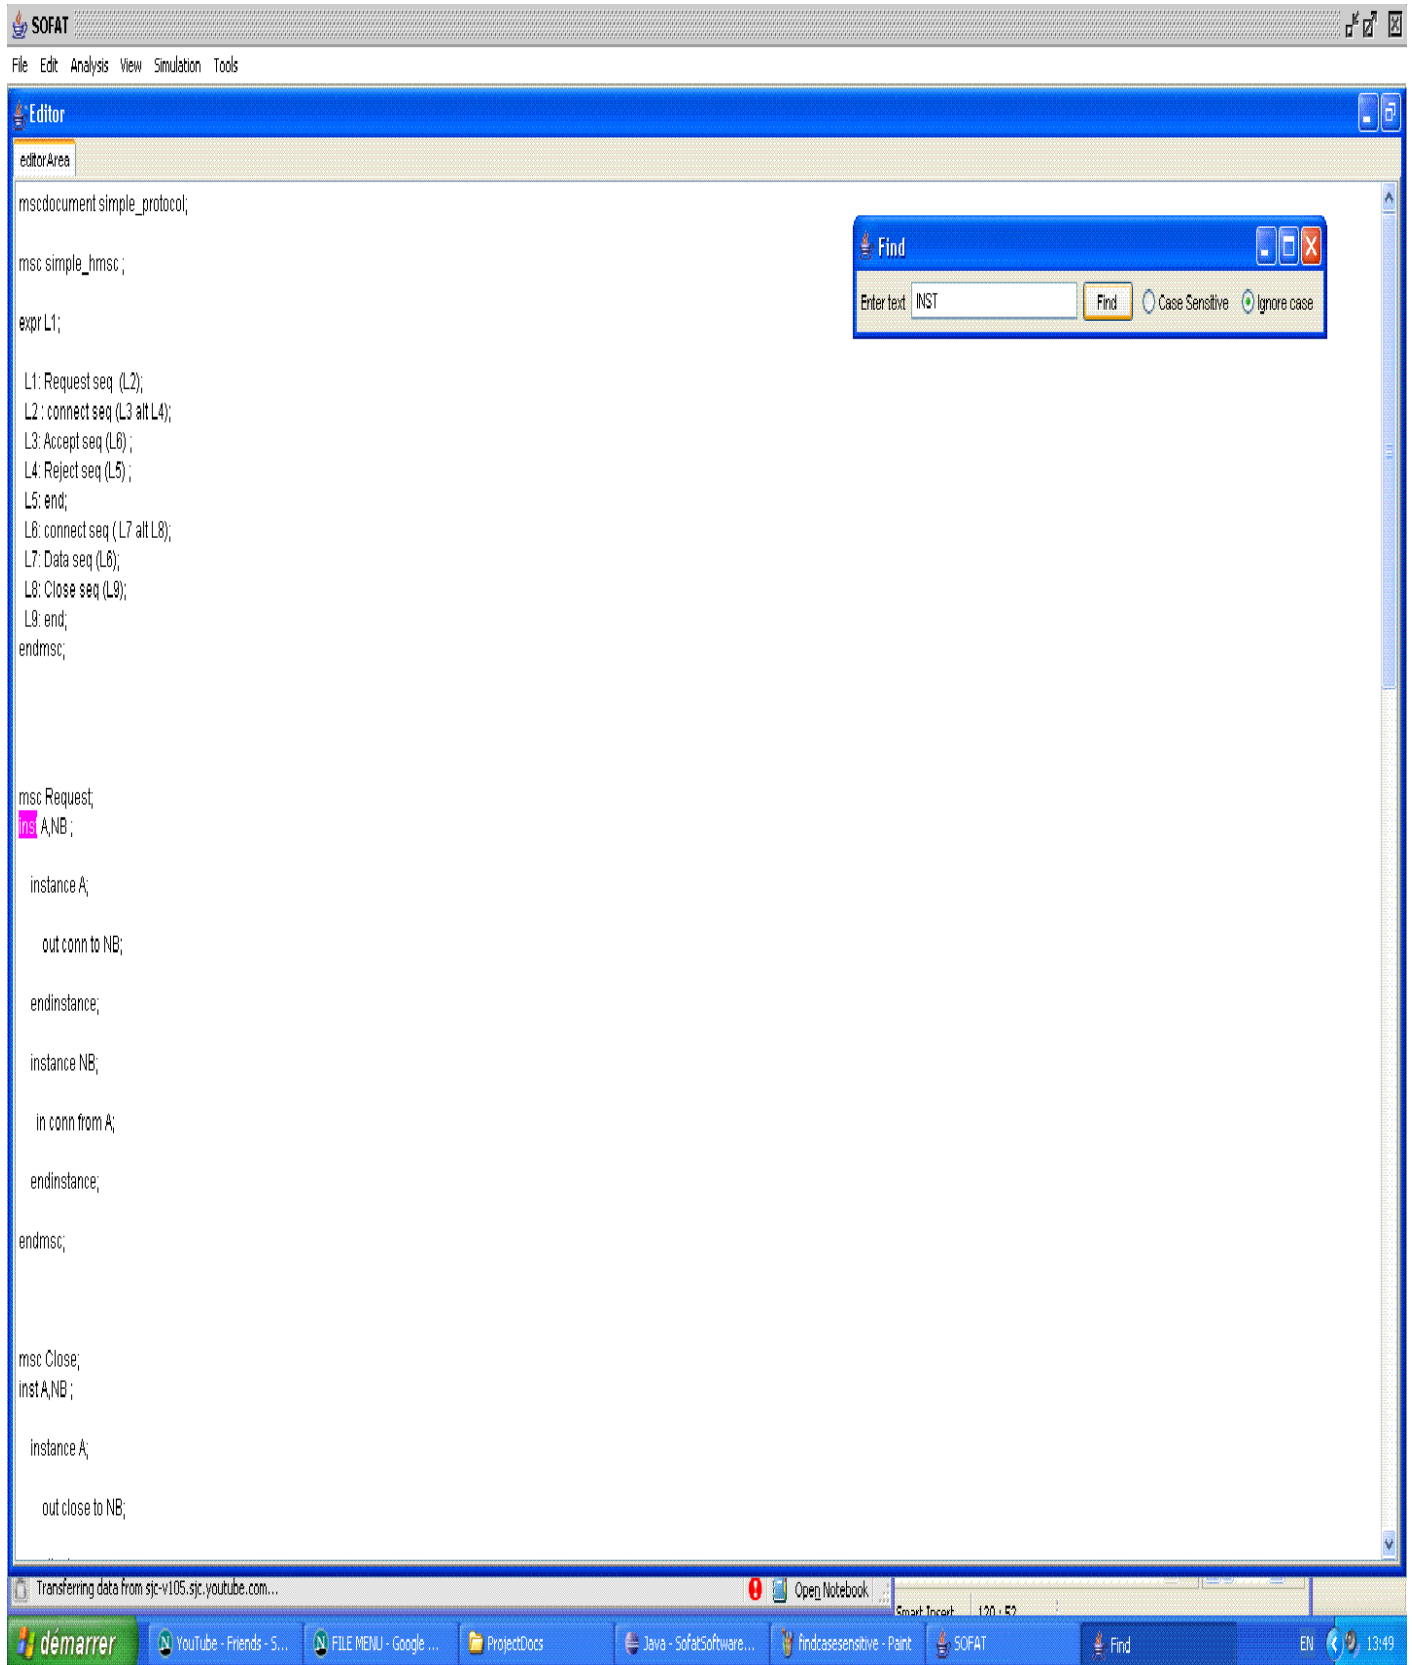 SOFAT
File Edit Analysis View Simulation Tools
Editor
editorArea
mscdocument simple_protocol;
msc simple_hmsc ;
expr L1;
L1: Request seq (L2);
L2 : connect seq (L3 alt L4);
L3: Accept seq (L6) ;
L4: Reject seq (L5) ;
L5: end;
L6: connect seq ( L7 alt L8);
L7: Data seq (L6);
L8: Close seq (L9);
L9: end;
endmsc;
Find
Enter text INST Find Case Sensitive Ignore case
msc Request;
inst A,NB ;
instance A;
out conn to NB;
endinstance;
instance NB;
in conn from A;
endinstance;
endmsc;
msc Close;
inst A,NB ;
instance A;
out close to NB;
Transferring data from sjc-v105.sjc.youtube.com...
Open Notebook
Smart Insert 120 : 52
démarrer
YouTube - Friends - S...
FILE MENU - Google ...
ProjectDocs
Java - SofatSoftware...
findcasesensitive - Paint
SOFAT
Find
EN
13:49